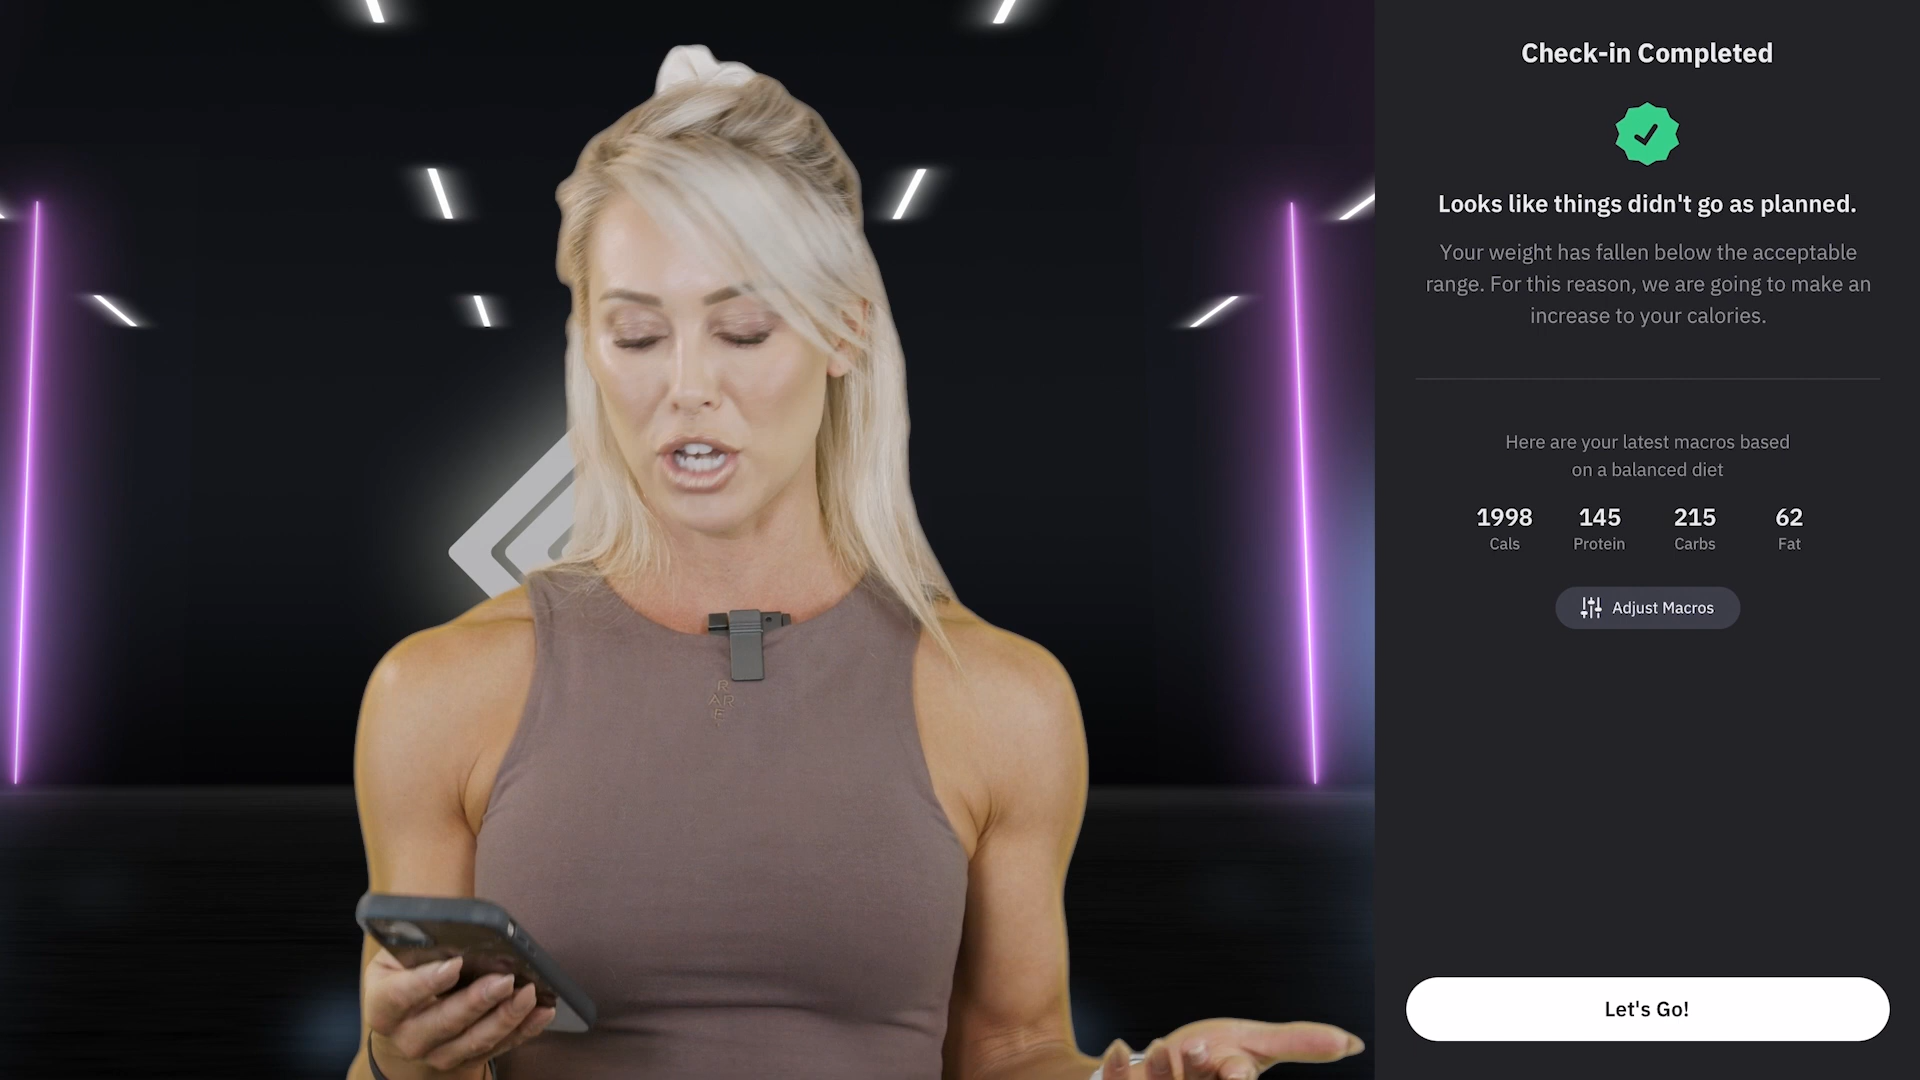 Check-in Completed
Looks like things didn't go as planned.
Your weight has fallen below the acceptable
range. For this reason, we are going to make an
increase to your calories.
Here are your latest macros based
on a balanced diet
1998 145 215 62
Cals Protein Carbs Fat
Adjust Macros
Let's Go!
R
AR
E